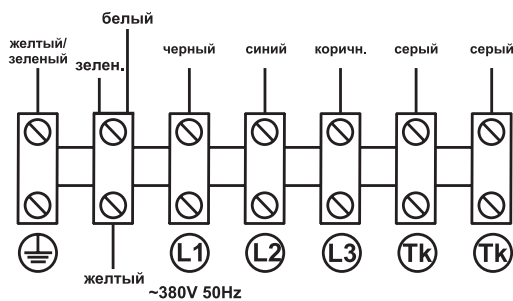 белый
желтый/
зеленый
зелен.
черный
синий
коричн.
серый
серый
L1
L2
L3
Tk
Tk
желтый
~380V 50Hz